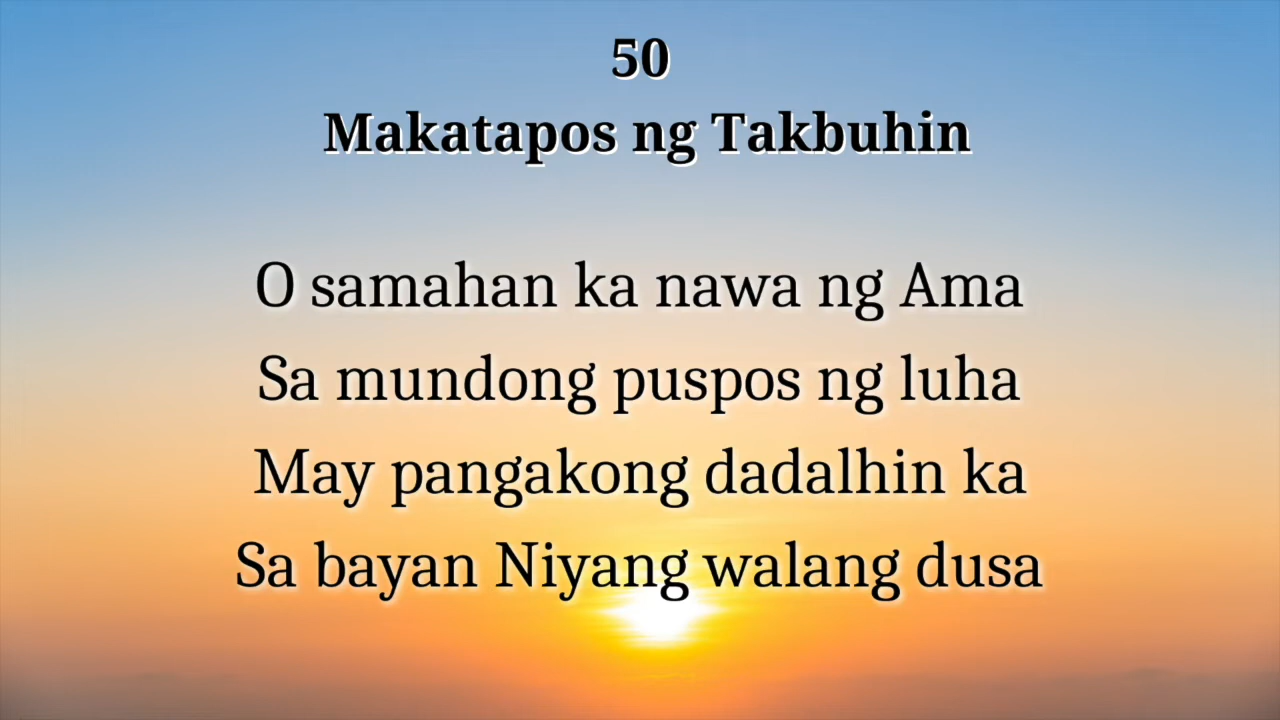 50
Makatapos ng Takbuhin
O samahan ka nawa ng Ama
Sa mundong puspos ng luha
May pangakong dadalhin ka
Sa bayan Niyang walang dusa